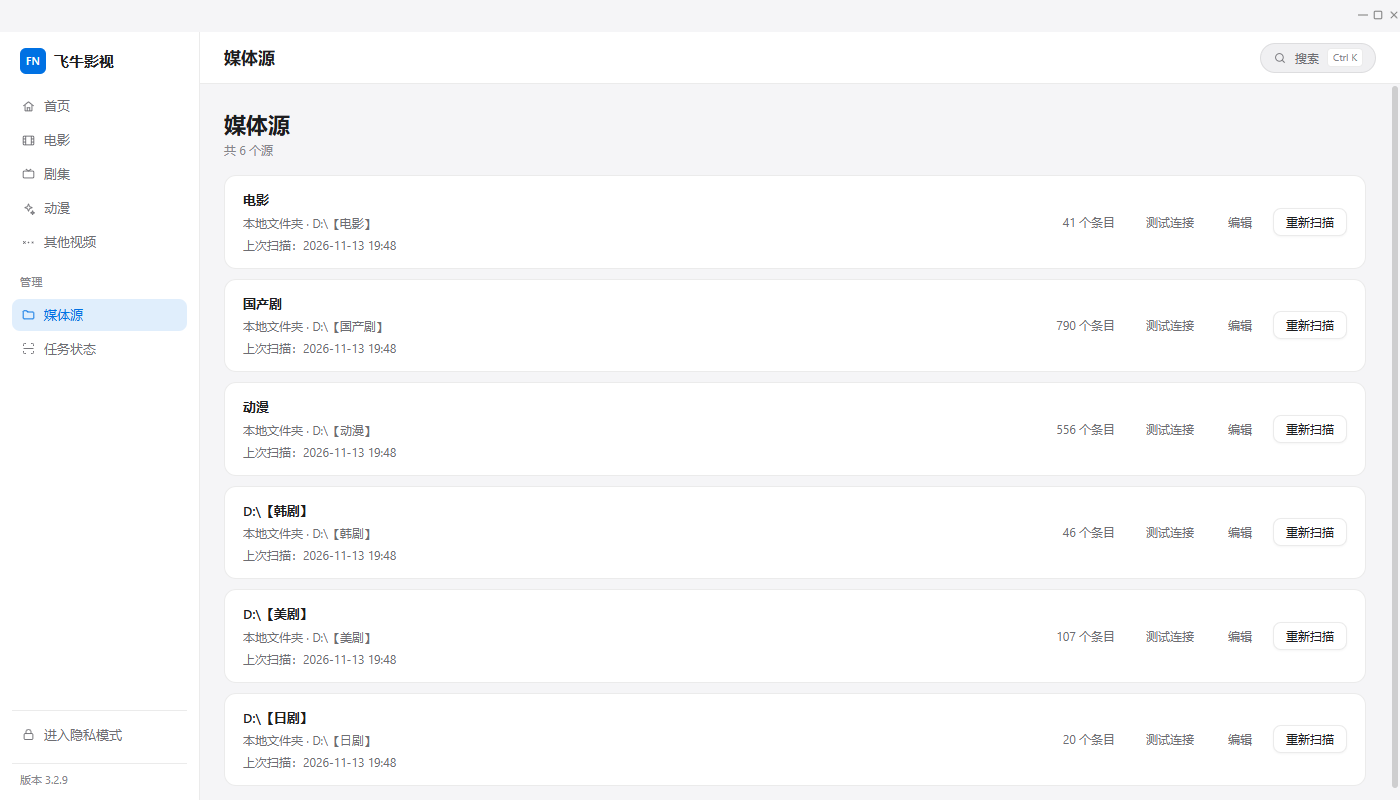 FN 飞牛影视
首页
电影
剧集
动漫
其他视频
管理
媒体源
任务状态
进入隐私模式
版本 3.2.9
媒体源
搜索 Ctrl K
媒体源
共 6 个源
电影
本地文件夹 · D:\【电影】
上次扫描：2026-11-13 19:48
41 个条目 测试连接 编辑 重新扫描
国产剧
本地文件夹 · D:\【国产剧】
上次扫描：2026-11-13 19:48
790 个条目 测试连接 编辑 重新扫描
动漫
本地文件夹 · D:\【动漫】
上次扫描：2026-11-13 19:48
556 个条目 测试连接 编辑 重新扫描
D:\【韩剧】
本地文件夹 · D:\【韩剧】
上次扫描：2026-11-13 19:48
46 个条目 测试连接 编辑 重新扫描
D:\【美剧】
本地文件夹 · D:\【美剧】
上次扫描：2026-11-13 19:48
107 个条目 测试连接 编辑 重新扫描
D:\【日剧】
本地文件夹 · D:\【日剧】
上次扫描：2026-11-13 19:48
20 个条目 测试连接 编辑 重新扫描